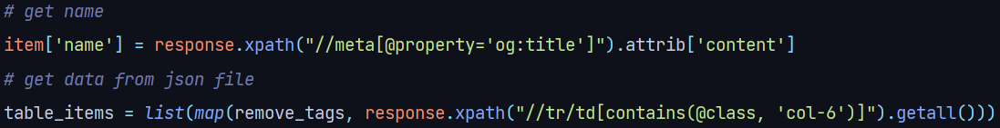 # get name
item['name'] = response.xpath("//meta[@property='og:title']").attrib['content']
# get data from json file
table_items = list(map(remove_tags, response.xpath("//tr/td[contains(@class, 'col-6')]").getall()))